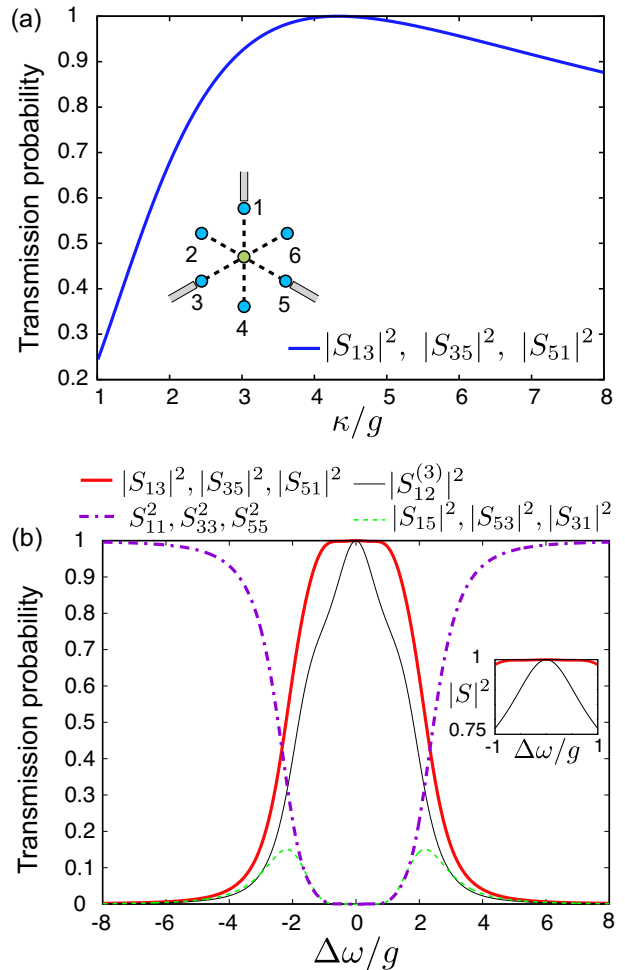 (a)
Transmission probability
1
0.9
0.8
0.7
0.6
0.5
0.4
0.3
0.2
1
2
6
3
5
4
|S₁₃|², |S₃₅|², |S₅₁|²
1 2 3 4 5 6 7 8
κ/g
|S₁₃|², |S₃₅|², |S₅₁|² |S₁₂⁽³⁾|²
S₁₁², S₃₃², S₅₅² |S₁₅|², |S₅₃|², |S₃₁|²
(b)
Transmission probability
1
0.9
0.8
0.7
0.6
0.5
0.4
0.3
0.2
0.1
0
1
|S|²
0.75
-1 1
Δω/g
-8 -6 -4 -2 0 2 4 6 8
Δω/g